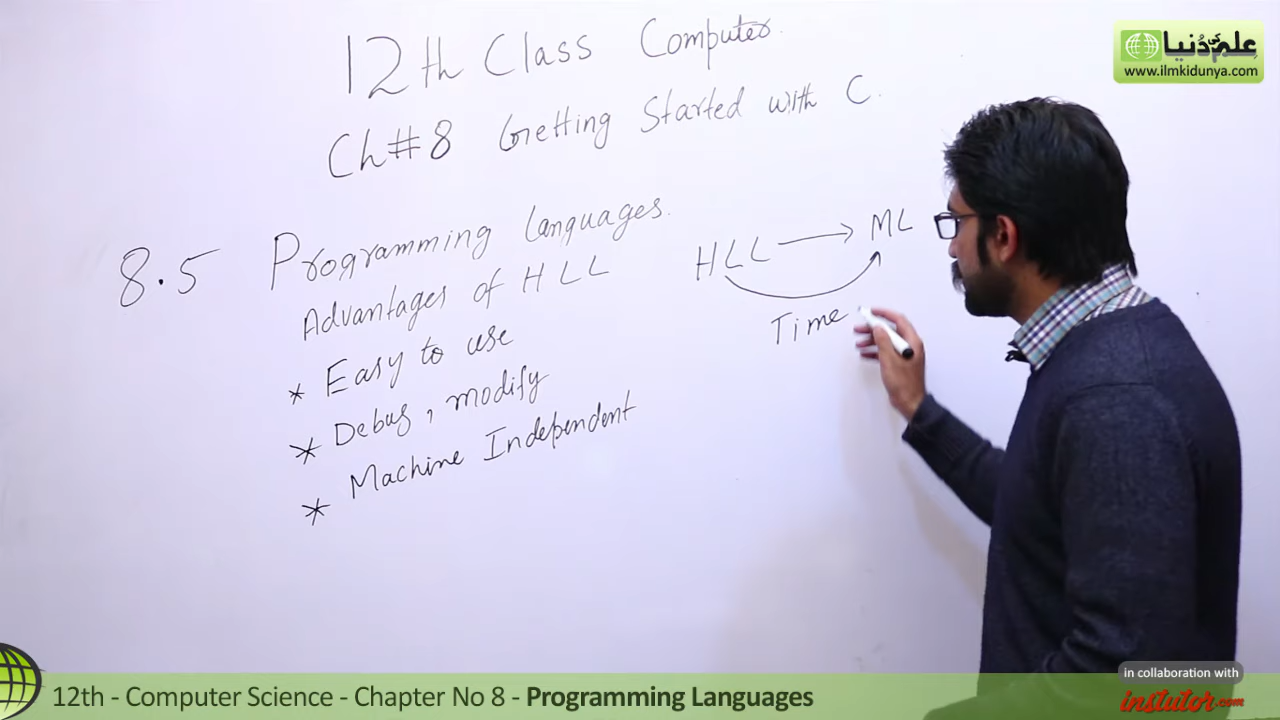 12th Class Computer.
Ch#8 Getting Started with C.
8.5 Programming Languages.
Advantages of HLL
* Easy to use
* Debug, modify
* Machine Independent
*
HLL → ML
Time
علم کی دُنیا
www.ilmkidunya.com
12th - Computer Science - Chapter No 8 - Programming Languages
in collaboration with
instutor.com